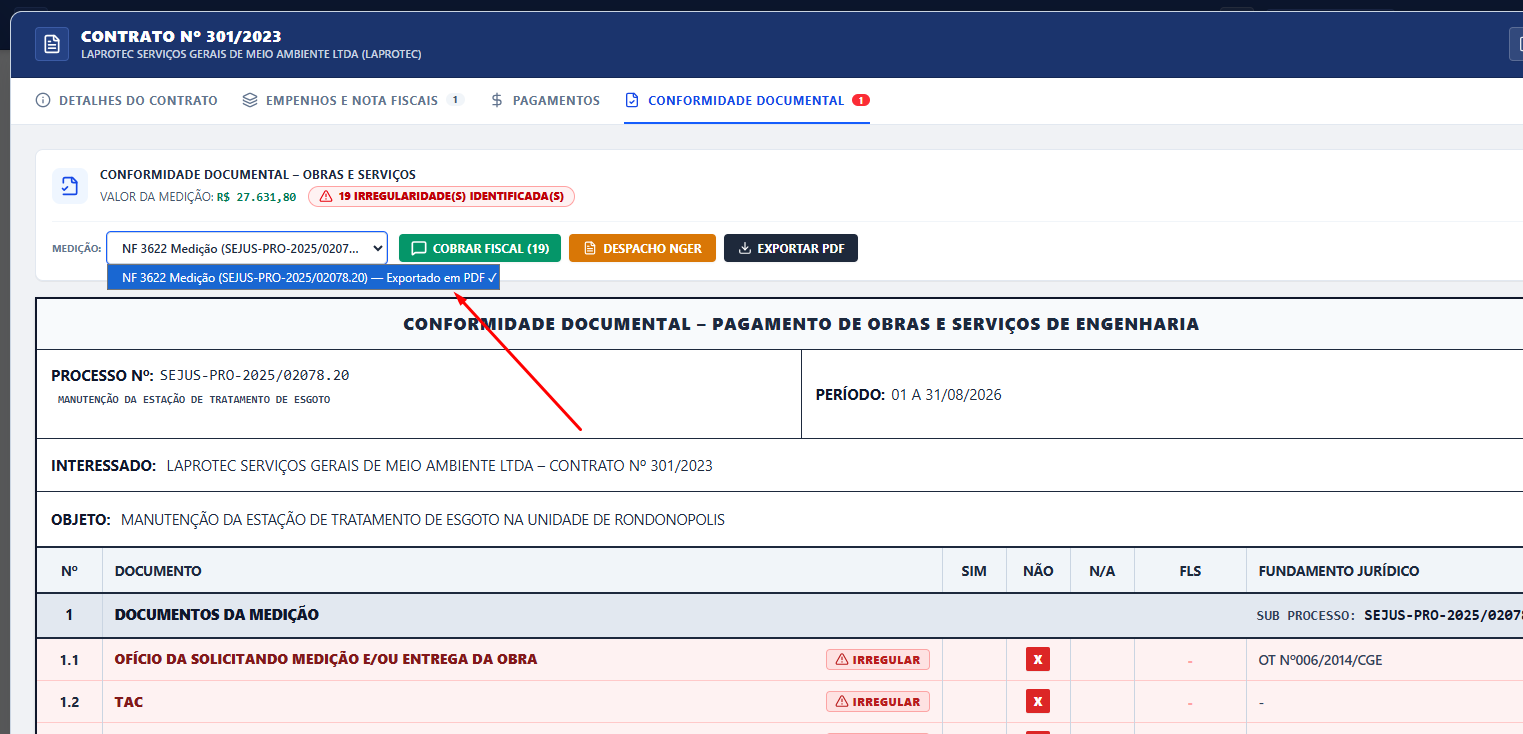 CONTRATO Nº 301/2023
LAPROTEC SERVIÇOS GERAIS DE MEIO AMBIENTE LTDA (LAPROTEC)
DETALHES DO CONTRATO EMPENHOS E NOTA FISCAIS 1 PAGAMENTOS CONFORMIDADE DOCUMENTAL 1
CONFORMIDADE DOCUMENTAL – OBRAS E SERVIÇOS
VALOR DA MEDIÇÃO: R$ 27.631,80 19 IRREGULARIDADE(S) IDENTIFICADA(S)
MEDIÇÃO: NF 3622 Medição (SEJUS-PRO-2025/0207... COBRAR FISCAL (19) DESPACHO NGER EXPORTAR PDF
NF 3622 Medição (SEJUS-PRO-2025/02078.20) — Exportado em PDF ✓
CONFORMIDADE DOCUMENTAL – PAGAMENTO DE OBRAS E SERVIÇOS DE ENGENHARIA
PROCESSO Nº: SEJUS-PRO-2025/02078.20
MANUTENÇÃO DA ESTAÇÃO DE TRATAMENTO DE ESGOTO
PERÍODO: 01 A 31/08/2026
INTERESSADO: LAPROTEC SERVIÇOS GERAIS DE MEIO AMBIENTE LTDA – CONTRATO Nº 301/2023
OBJETO: MANUTENÇÃO DA ESTAÇÃO DE TRATAMENTO DE ESGOTO NA UNIDADE DE RONDONOPOLIS
Nº DOCUMENTO SIM NÃO N/A FLS FUNDAMENTO JURÍDICO
1 DOCUMENTOS DA MEDIÇÃO SUB PROCESSO: SEJUS-PRO-2025/0207
1.1 OFÍCIO DA SOLICITANDO MEDIÇÃO E/OU ENTREGA DA OBRA IRREGULAR X - OT Nº006/2014/CGE
1.2 TAC IRREGULAR X - -